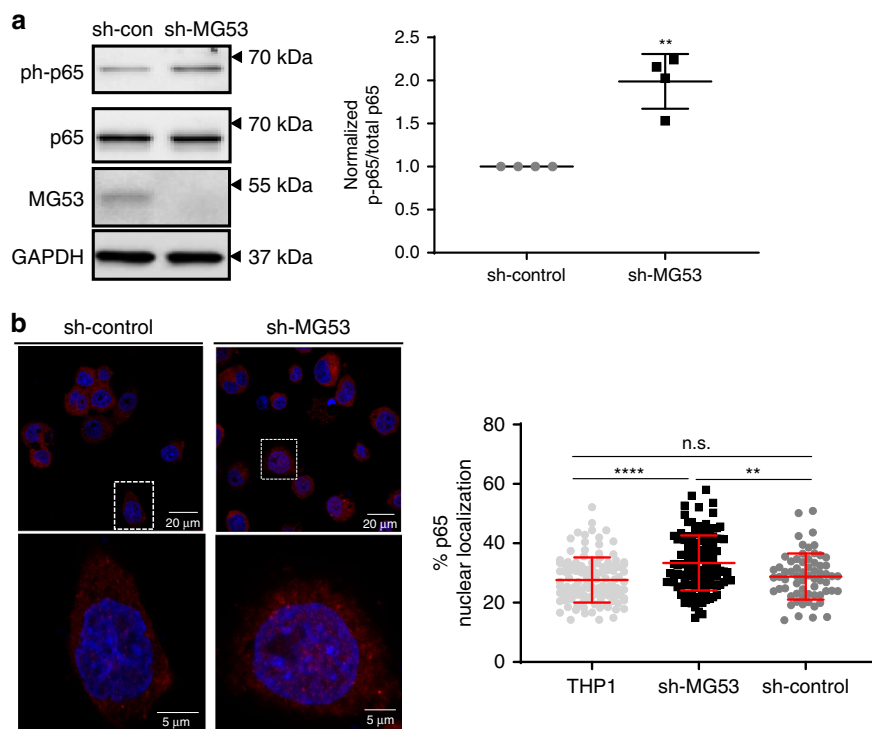 a
sh-con sh-MG53
ph-p65
70 kDa
p65
70 kDa
MG53
55 kDa
GAPDH
37 kDa
Normalized
p-p65/total p65
2.5
2.0
1.5
1.0
0.5
0.0
**
sh-control
sh-MG53
b
sh-control
sh-MG53
20 μm
20 μm
5 μm
5 μm
% p65
nuclear localization
80
60
40
20
0
n.s.
****
**
THP1
sh-MG53
sh-control